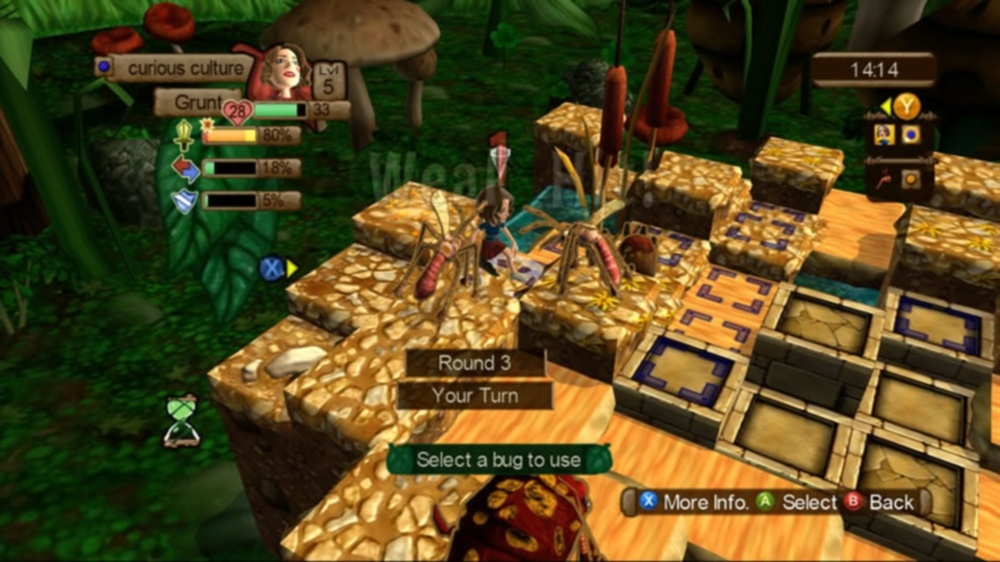 curious culture
Lvl
5
Grunt
28
33
80%
18%
5%
14:14
Y
X
Round 3
Your Turn
Select a bug to use
X More Info. A Select B Back